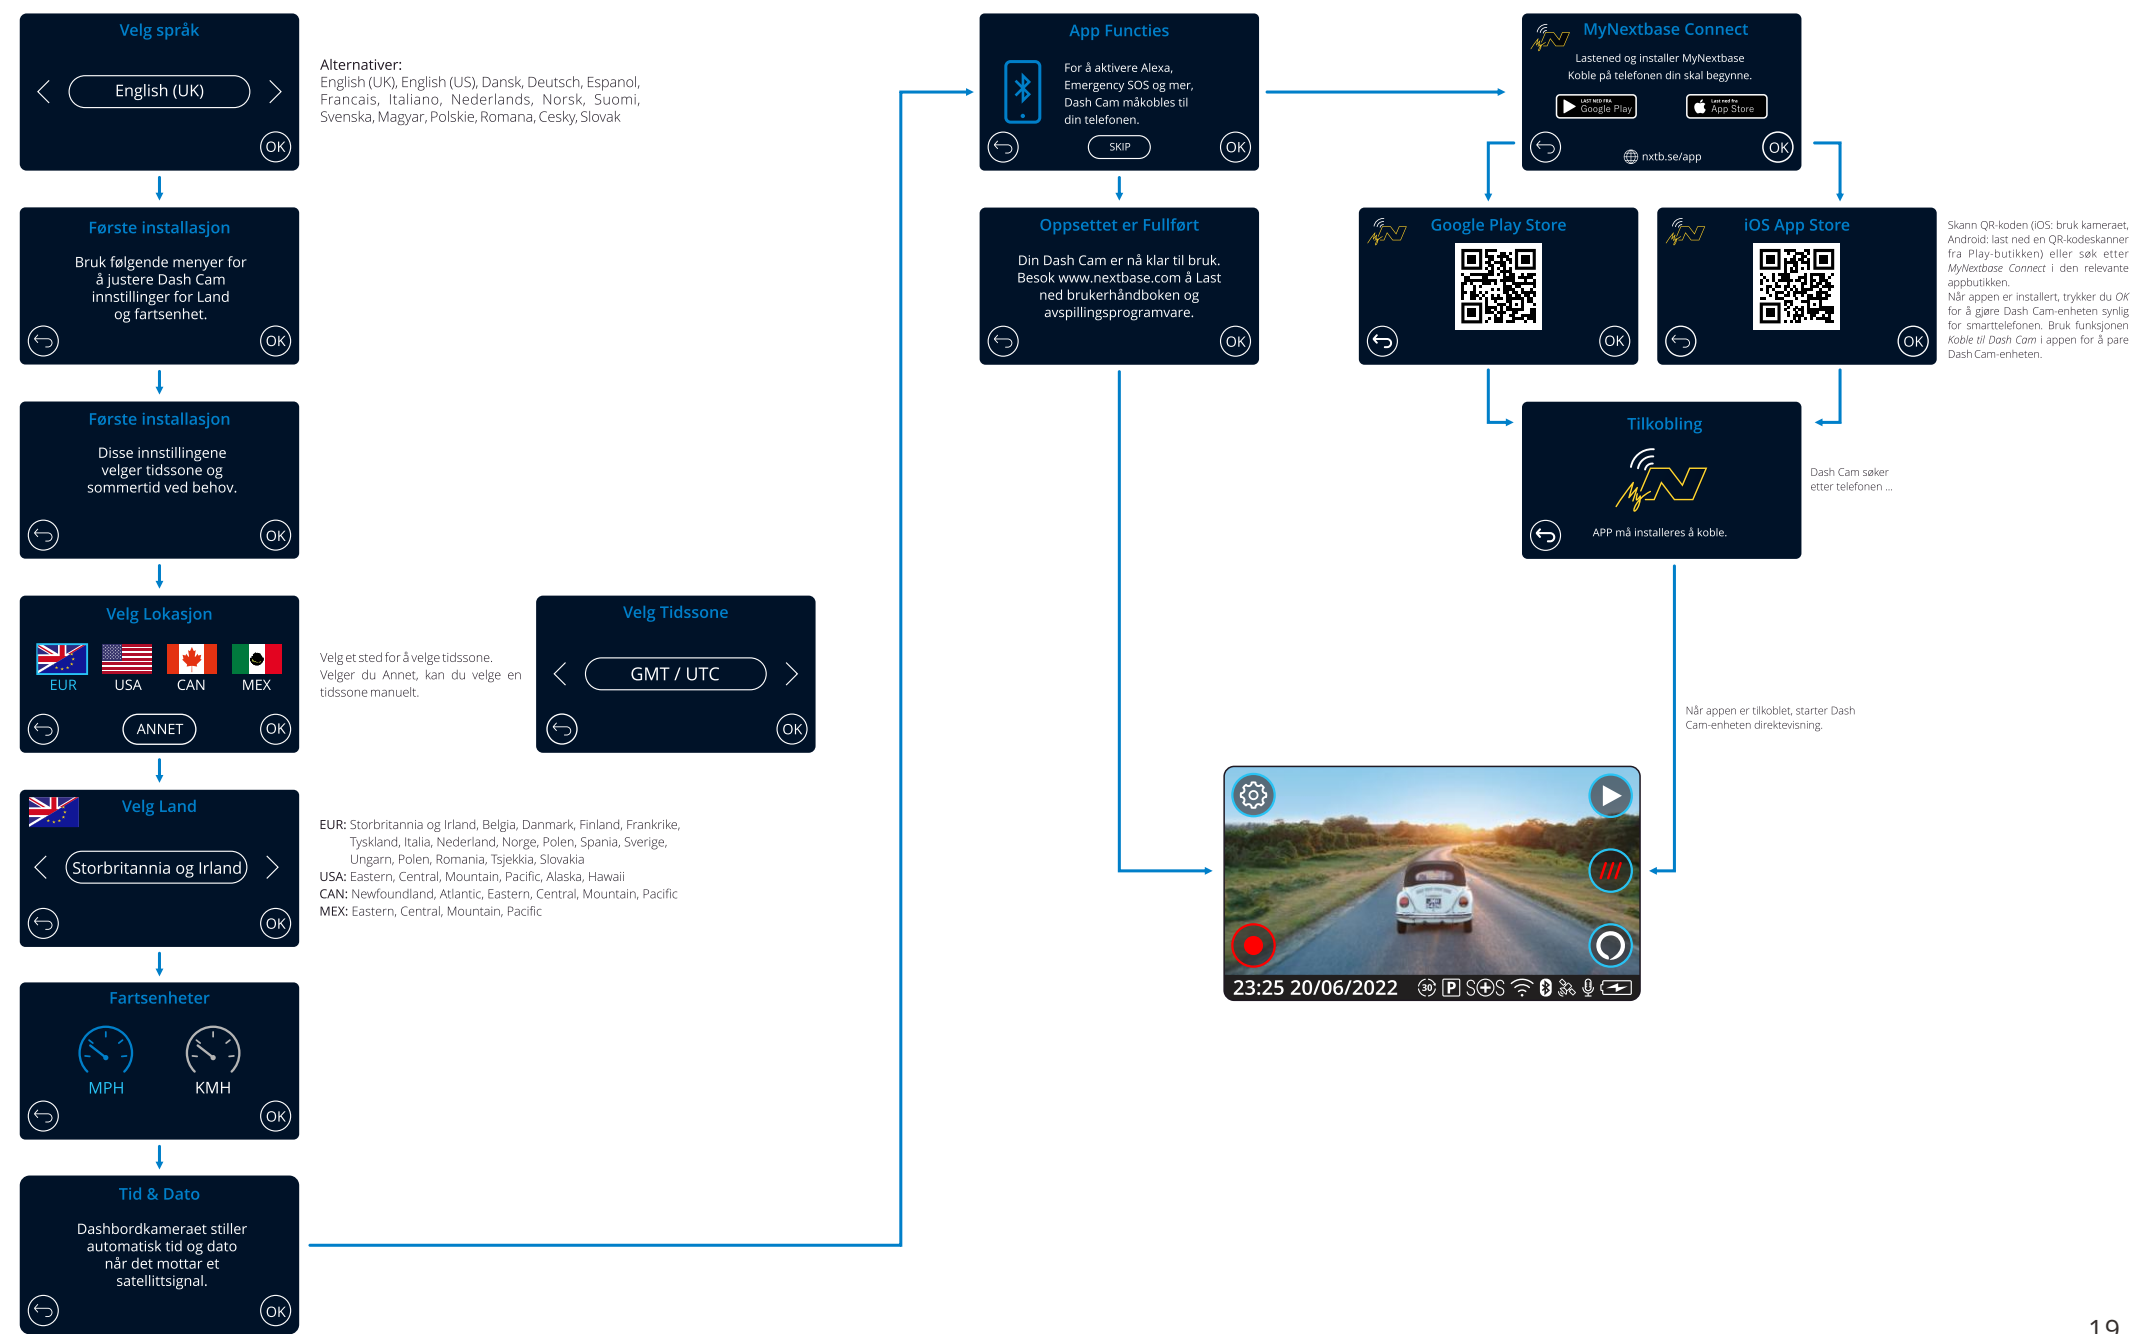 Velg språk
English (UK)
OK
Alternativer:
English (UK), English (US), Dansk, Deutsch, Espanol,
Francais, Italiano, Nederlands, Norsk, Suomi,
Svenska, Magyar, Polskie, Romana, Cesky, Slovak
Første installasjon
Bruk følgende menyer for
å justere Dash Cam
innstillinger for Land
og fartsenhet.
OK
Første installasjon
Disse innstillingene
velger tidssone og
sommertid ved behov.
OK
Velg Lokasjon
EUR USA CAN MEX
ANNET
OK
Velg et sted for å velge tidssone.
Velger du Annet, kan du velge en
tidssone manuelt.
Velg Tidssone
GMT / UTC
OK
Velg Land
Storbritannia og Irland
OK
EUR: Storbritannia og Irland, Belgia, Danmark, Finland, Frankrike,
Tyskland, Italia, Nederland, Norge, Polen, Spania, Sverige,
Ungarn, Polen, Romania, Tsjekkia, Slovakia
USA: Eastern, Central, Mountain, Pacific, Alaska, Hawaii
CAN: Newfoundland, Atlantic, Eastern, Central, Mountain, Pacific
MEX: Eastern, Central, Mountain, Pacific
Fartsenheter
MPH KMH
OK
Tid & Dato
Dashbordkameraet stiller
automatisk tid og dato
når det mottar et
satellittsignal.
OK
App Functies
For å aktivere Alexa,
Emergency SOS og mer,
Dash Cam måkobles til
din telefonen.
SKIP
OK
Oppsettet er Fullført
Din Dash Cam er nå klar til bruk.
Besok www.nextbase.com å Last
ned brukerhåndboken og
avspillingsprogramvare.
OK
My N
MyNextbase Connect
Lastened og installer MyNextbase
Koble på telefonen din skal begynne.
LAST NED FRA
Google Play
Last ned fra
App Store
nxtb.se/app
OK
My N
Google Play Store
OK
My N
iOS App Store
OK
Skann QR-koden (iOS: bruk kameraet,
Android: last ned en QR-kodeskanner
fra Play-butikken) eller søk etter
MyNextbase Connect i den relevante
appbutikken.
Når appen er installert, trykker du OK
for å gjøre Dash Cam-enheten synlig
for smarttelefonen. Bruk funksjonen
Koble til Dash Cam i appen for å pare
Dash Cam-enheten.
Tilkobling
My N
APP må installeres å koble.
Dash Cam søker
etter telefonen ...
Når appen er tilkoblet, starter Dash
Cam-enheten direktevisning.
23:25 20/06/2022 30 P SOS
19